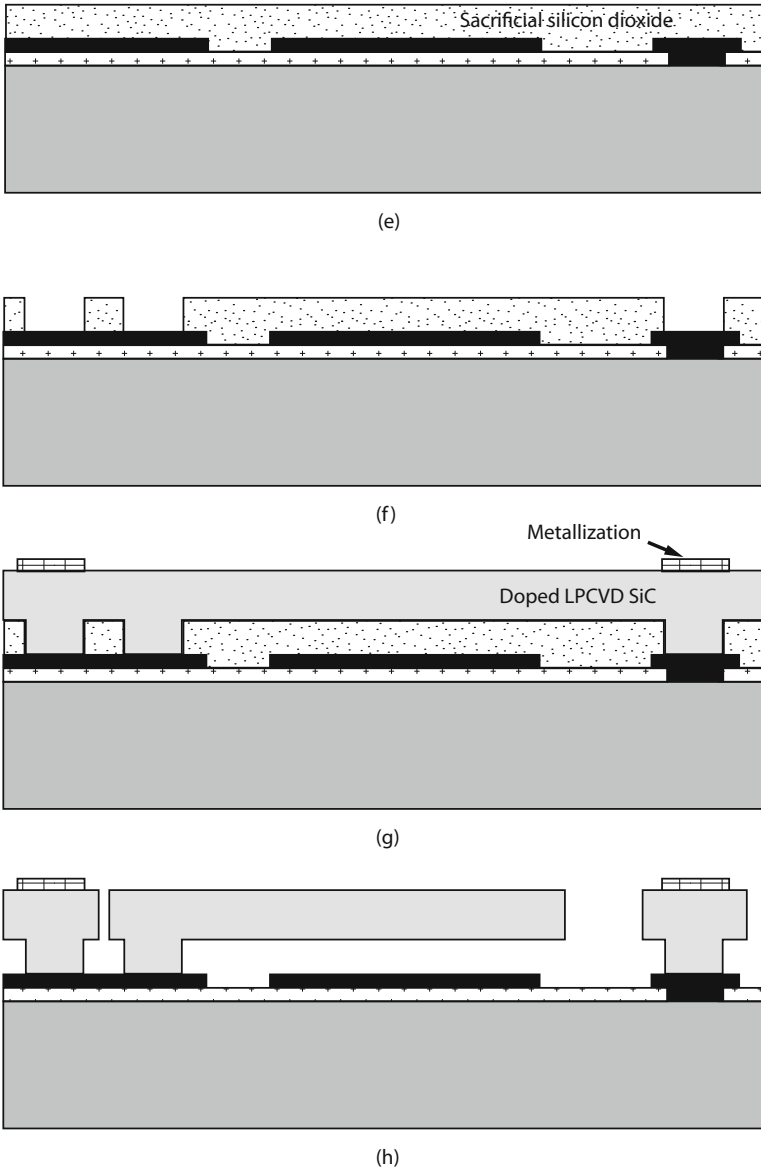 Sacrificial silicon dioxide
(e)
(f)
Metallization
Doped LPCVD SiC
(g)
(h)